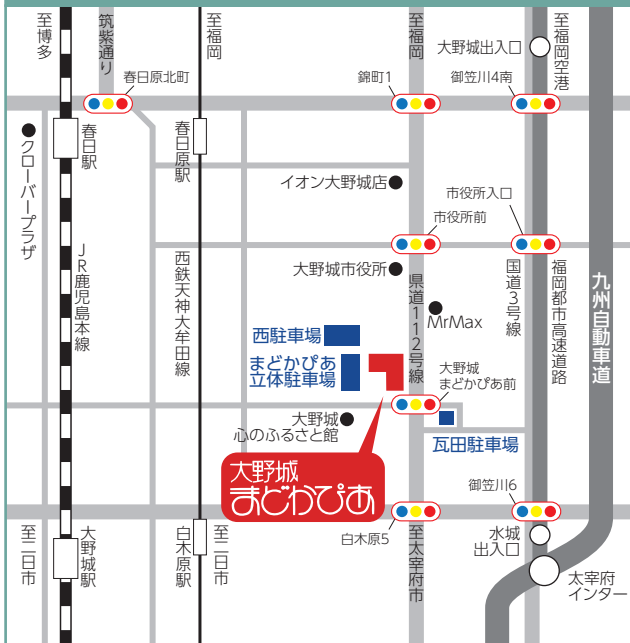 至博多
筑紫通り
至福岡
至福岡
至福岡空港
大野城出入口
春日原北町
錦町1
御笠川4南
クローバープラザ
春日駅
春日原駅
イオン大野城店
市役所入口
市役所前
JR鹿児島本線
西鉄天神大牟田線
大野城市役所
県道112号線
国道3号線
福岡都市高速道路
九州自動車道
MrMax
西駐車場
まどかぴあ
立体駐車場
大野城
まどかぴあ前
大野城
心のふるさと館
瓦田駐車場
大野城
まどかぴあ
御笠川6
白木原5
至二日市
大野城駅
白木原駅
至二日市
至太宰府市
水城
出入口
太宰府
インター